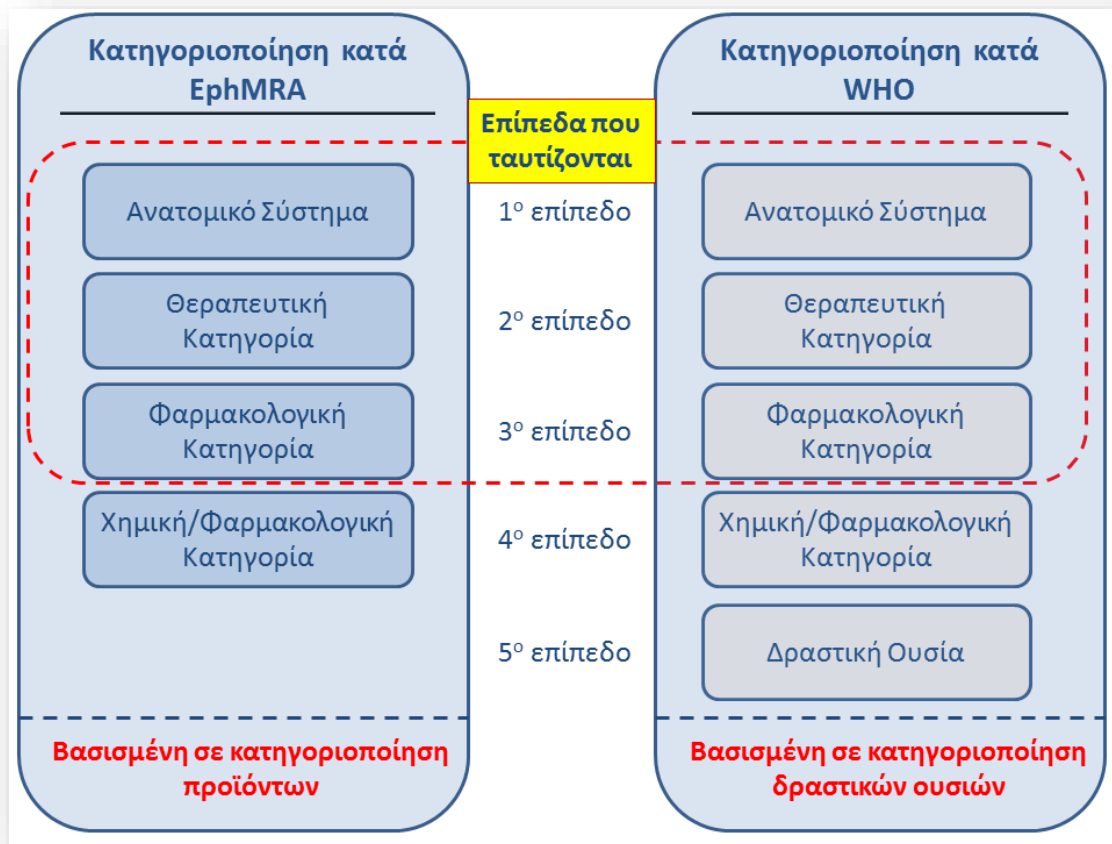 Κατηγοριοποίηση κατά
EphMRA
Κατηγοριοποίηση κατά
WHO
Επίπεδα που
ταυτίζονται
Ανατομικό Σύστημα
1ο επίπεδο
Ανατομικό Σύστημα
Θεραπευτική
Κατηγορία
2ο επίπεδο
Θεραπευτική
Κατηγορία
Φαρμακολογική
Κατηγορία
3ο επίπεδο
Φαρμακολογική
Κατηγορία
Χημική/Φαρμακολογική
Κατηγορία
4ο επίπεδο
Χημική/Φαρμακολογική
Κατηγορία
5ο επίπεδο
Δραστική Ουσία
Βασισμένη σε κατηγοριοποίηση
προϊόντων
Βασισμένη σε κατηγοριοποίηση
δραστικών ουσιών